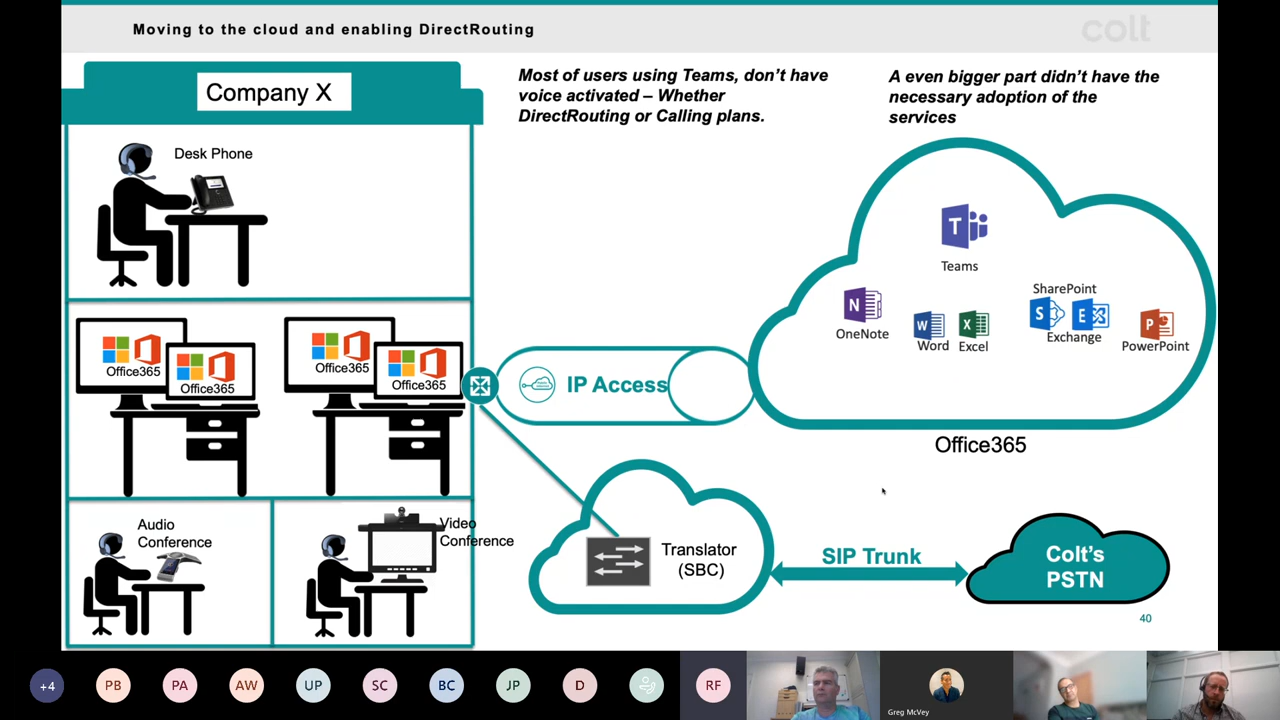 Moving to the cloud and enabling DirectRouting
colt
Company X
Most of users using Teams, don't have
voice activated – Whether
DirectRouting or Calling plans.
A even bigger part didn't have the
necessary adoption of the
services
Desk Phone
T
Teams
N
OneNote
W
Word
X
Excel
SharePoint
S
E
Exchange
P
PowerPoint
Office365
Office365
Office365
Office365
IP Access
Office365
Audio
Conference
Video
Conference
Translator
(SBC)
SIP Trunk
Colt's
PSTN
40
+4
PB
PA
AW
UP
SC
BC
JP
D
RF
Greg McVey